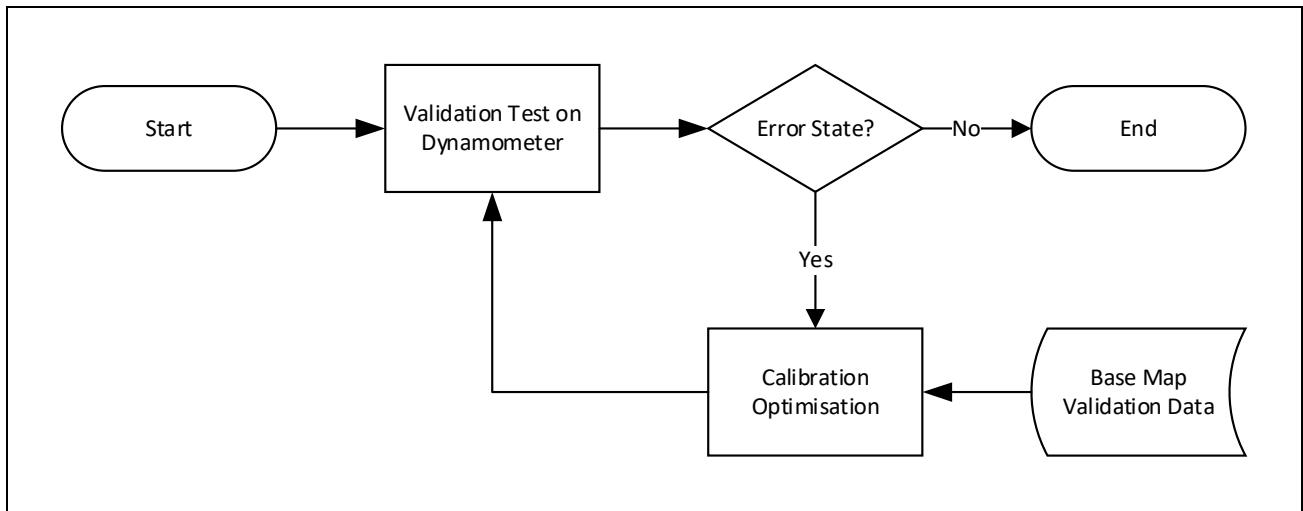 Start
Validation Test on
Dynamometer
Error State?
No
End
Yes
Calibration
Optimisation
Base Map
Validation Data